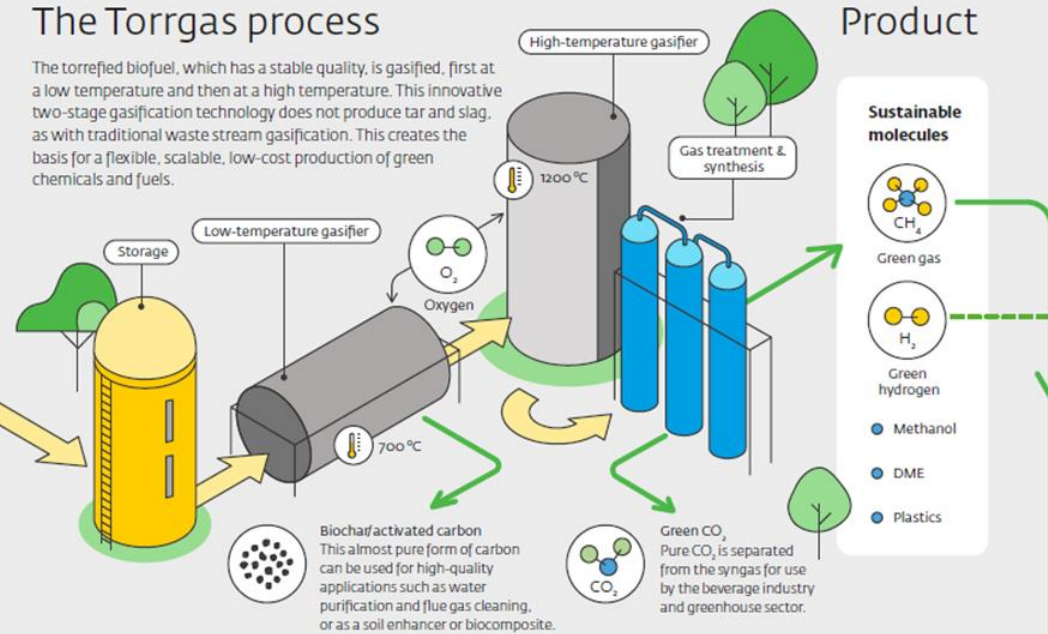 The Torrgas process
The torrefied biofuel, which has a stable quality, is gasified, first at
a low temperature and then at a high temperature. This innovative
two-stage gasification technology does not produce tar and slag,
as with traditional waste stream gasification. This creates the
basis for a flexible, scalable, low-cost production of green
chemicals and fuels.
Storage
Low-temperature gasifier
700 °C
O₂
Oxygen
High-temperature gasifier
1200 °C
Gas treatment &
synthesis
Biochar/activated carbon
This almost pure form of carbon
can be used for high-quality
applications such as water
purification and flue gas cleaning,
or as a soil enhancer or biocomposite.
CO₂
Green CO₂
Pure CO₂ is separated
from the syngas for use
by the beverage industry
and greenhouse sector.
Product
Sustainable
molecules
CH₄
Green gas
H₂
Green
hydrogen
Methanol
DME
Plastics